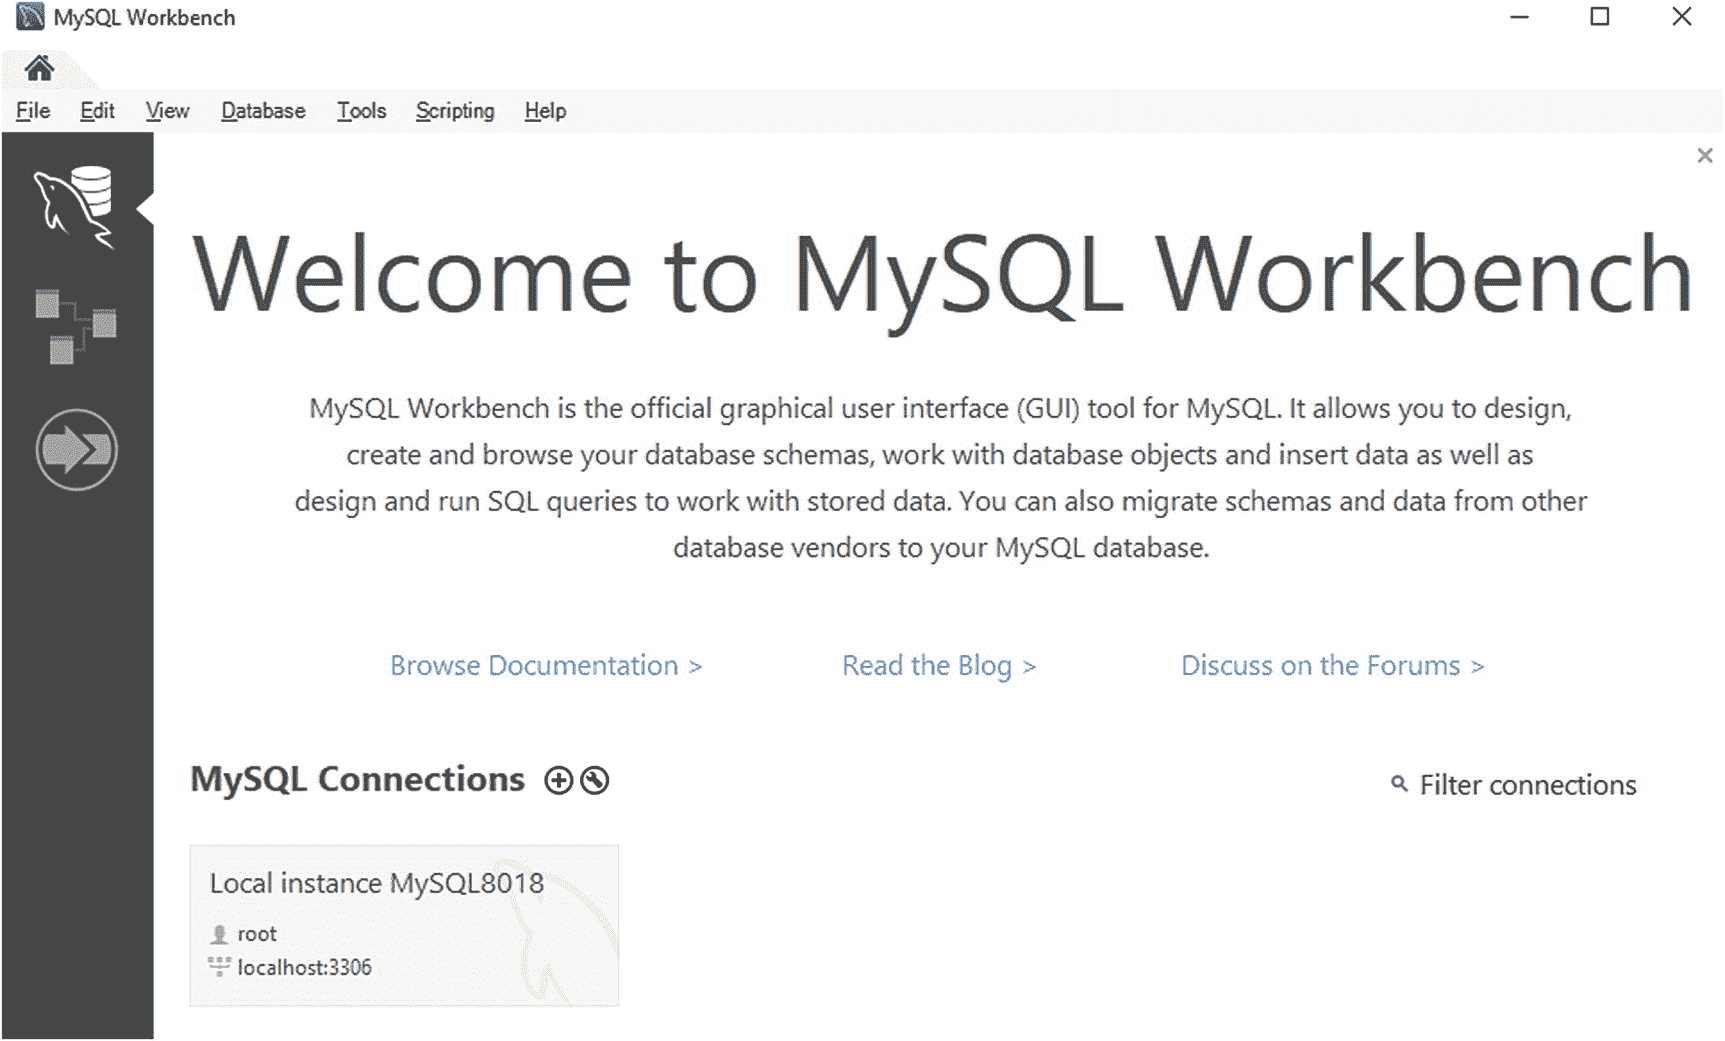 MySQL Workbench
File Edit View Database Tools Scripting Help
Welcome to MySQL Workbench
MySQL Workbench is the official graphical user interface (GUI) tool for MySQL. It allows you to design,
create and browse your database schemas, work with database objects and insert data as well as
design and run SQL queries to work with stored data. You can also migrate schemas and data from other
database vendors to your MySQL database.
Browse Documentation > Read the Blog > Discuss on the Forums >
MySQL Connections Filter connections
Local instance MySQL8018
root
localhost:3306